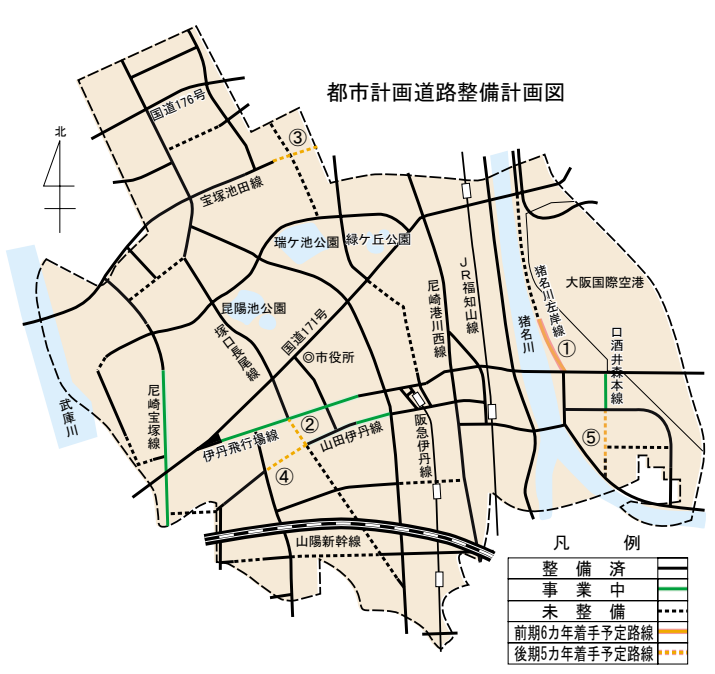 都市計画道路整備計画図
北
国道176号
③
宝塚池田線
瑞ケ池公園
緑ケ丘公園
昆陽池公園
塚口長尾線
国道171号
◎市役所
尼崎港川西線
JR福知山線
猪名川
猪名川左岸線
大阪国際空港
①
口酒井森本線
武庫川
尼崎宝塚線
伊丹飛行場線
②
山田伊丹線
阪急伊丹線
④
⑤
山陽新幹線
凡 例
整 備 済
事 業 中
未 整 備
前期6カ年着手予定路線
後期5カ年着手予定路線